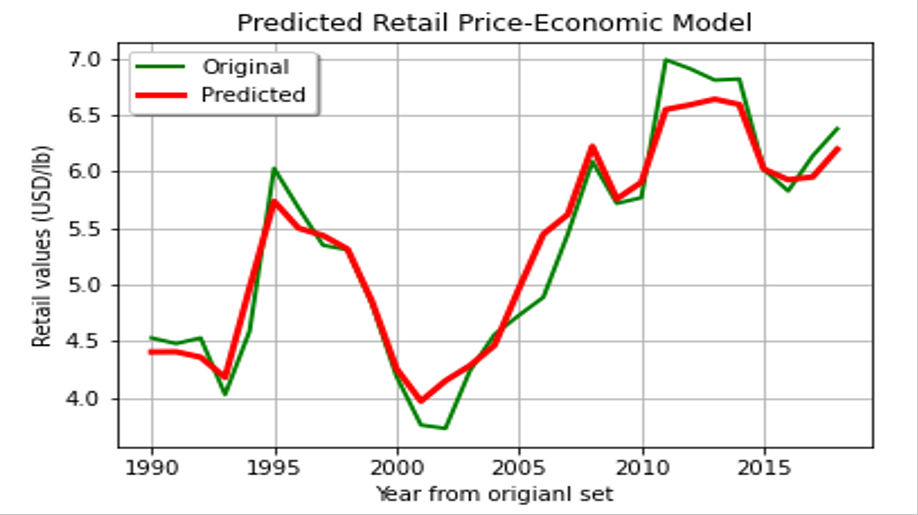 Predicted Retail Price-Economic Model
Original
Predicted
Retail values (USD/lb)
7.0
6.5
6.0
5.5
5.0
4.5
4.0
1990 1995 2000 2005 2010 2015
Year from origianl set